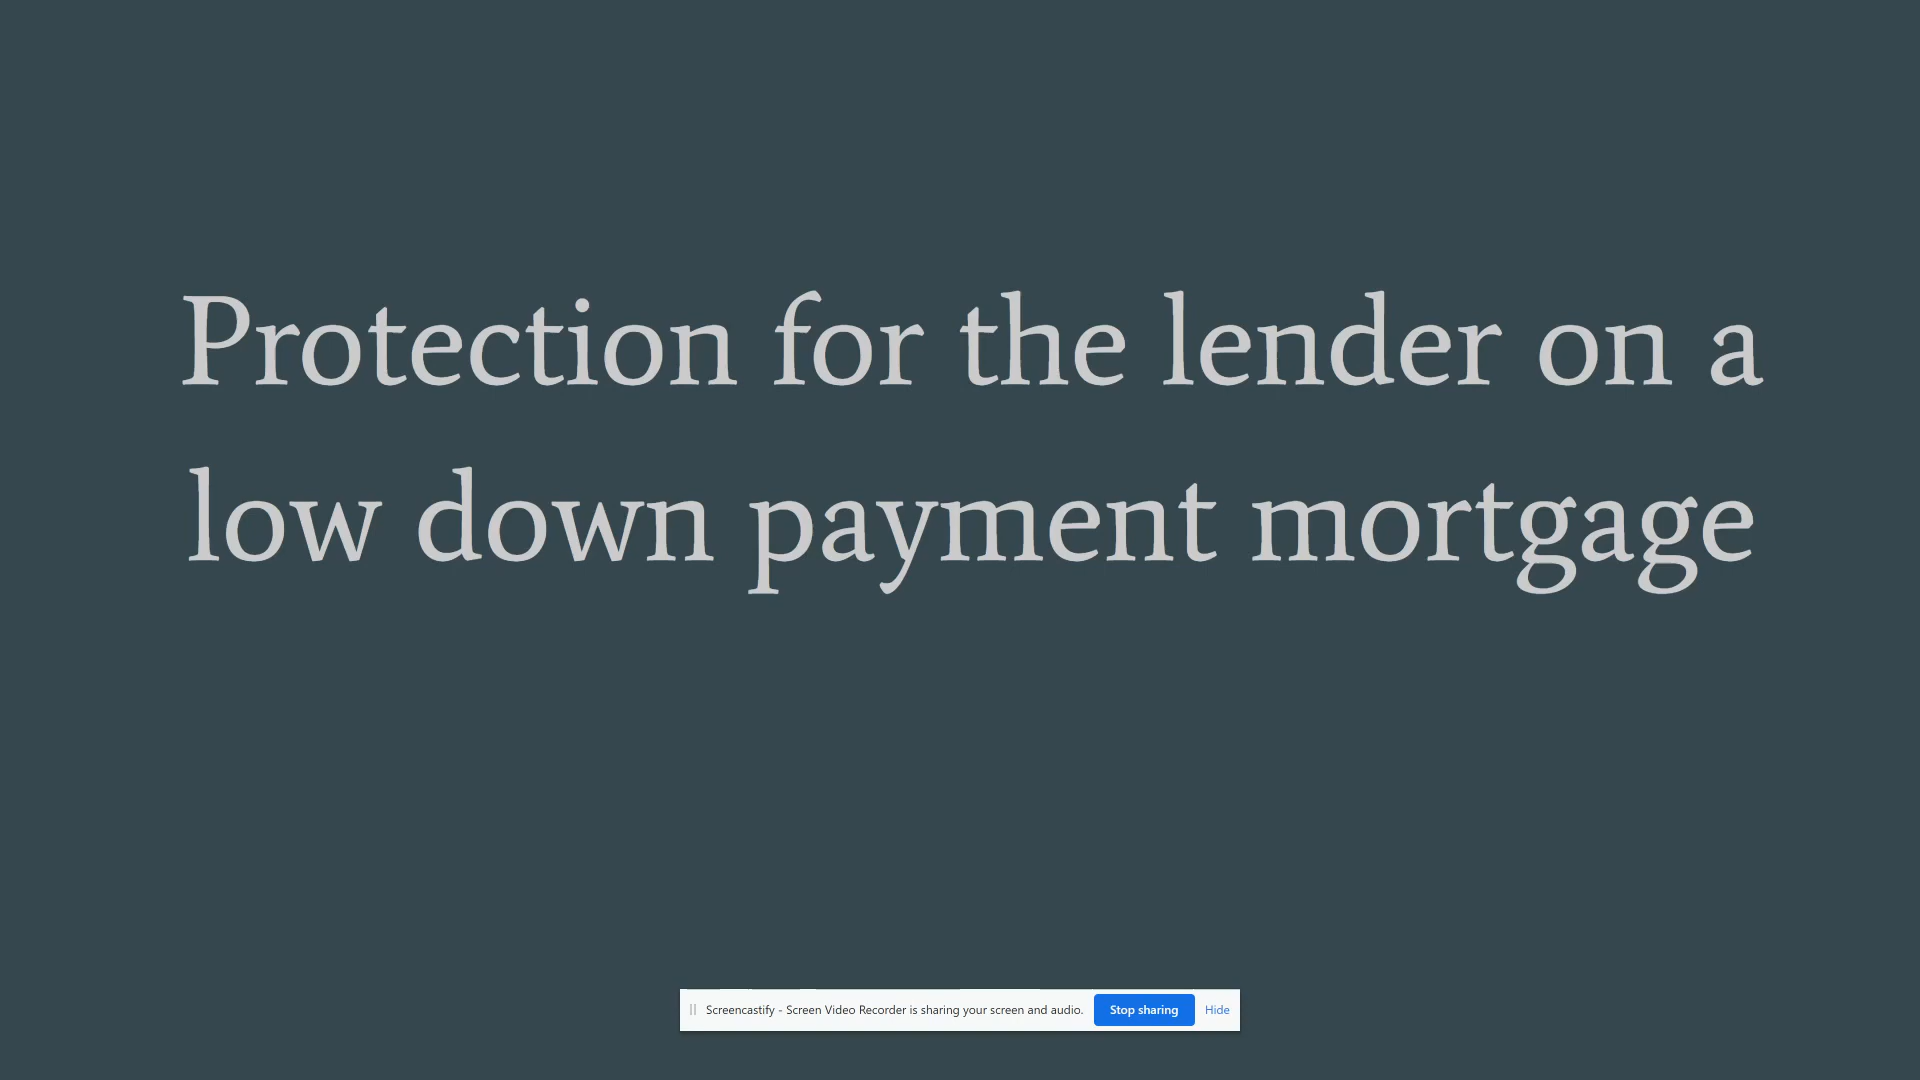 Protection for the lender on a
low down payment mortgage
Screencastify - Screen Video Recorder is sharing your screen and audio. Stop sharing Hide